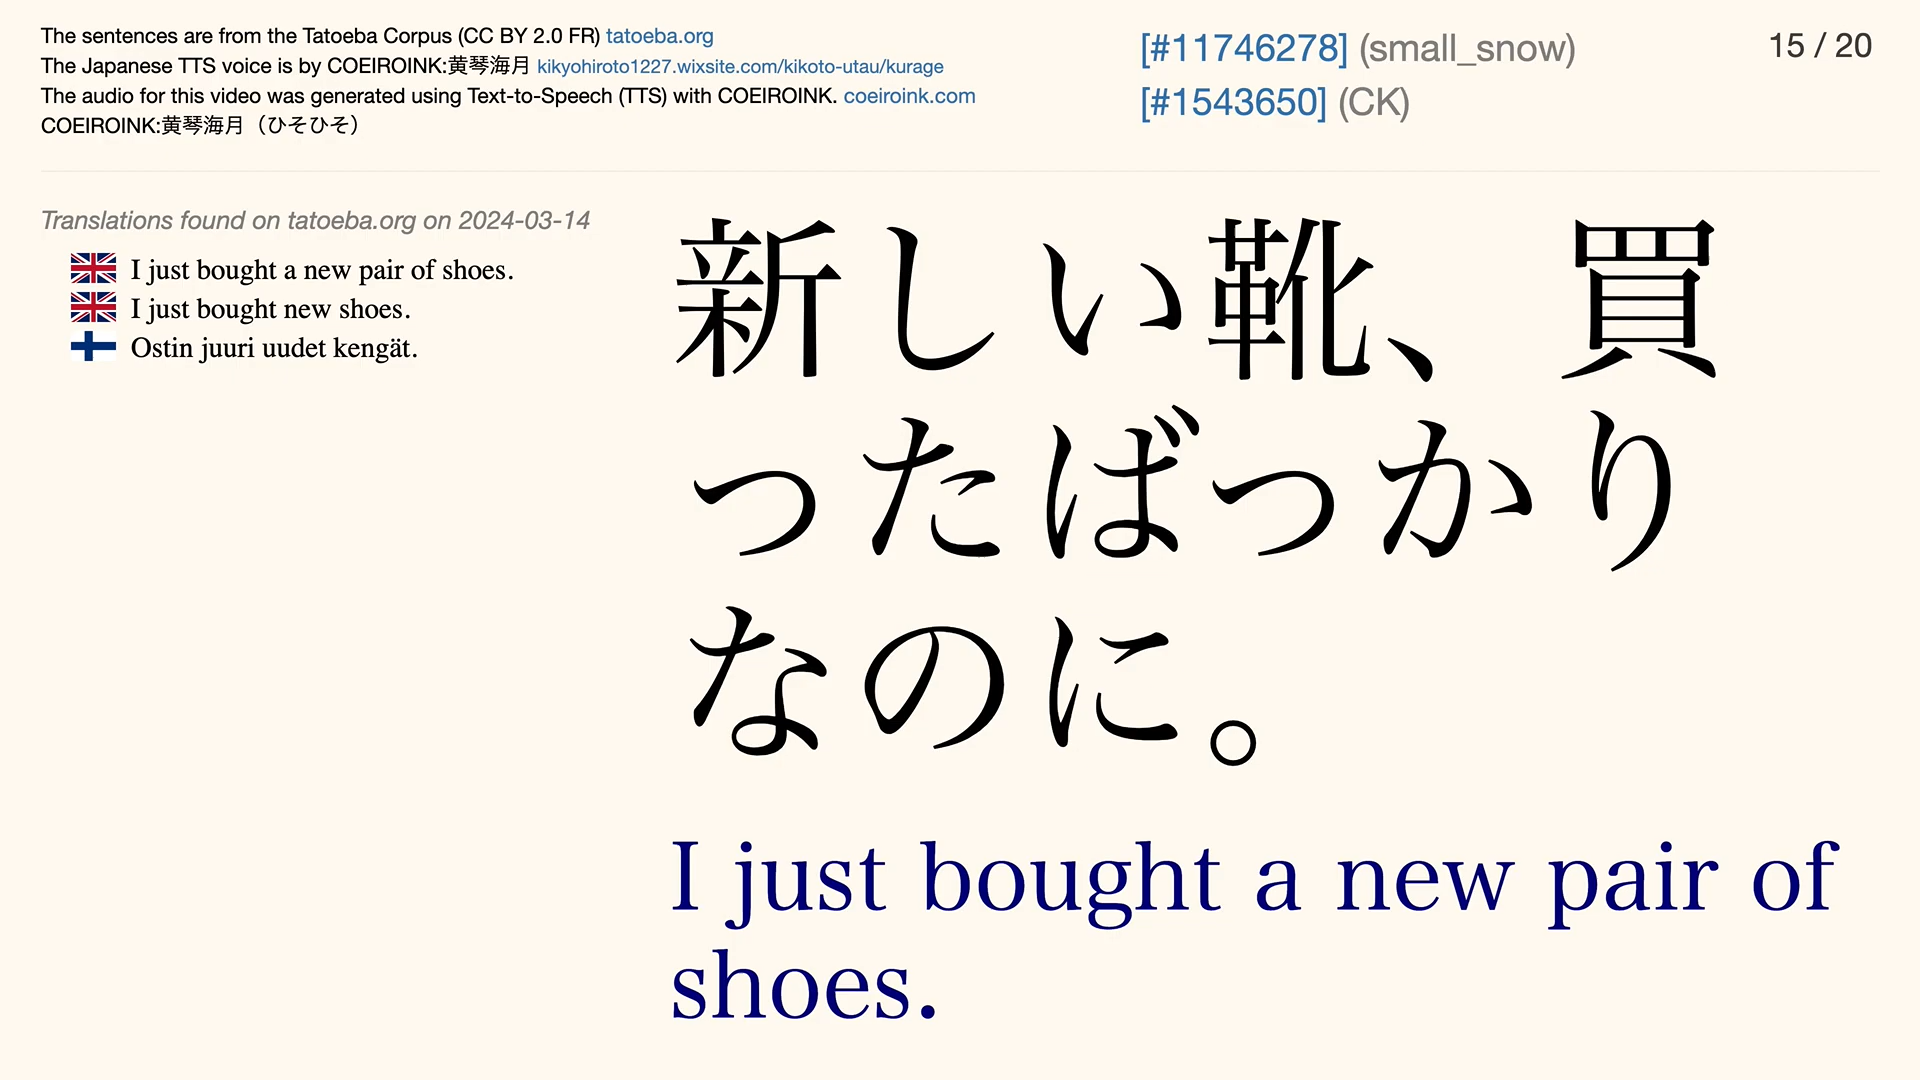 The sentences are from the Tatoeba Corpus (CC BY 2.0 FR) tatoeba.org
The Japanese TTS voice is by COEIROINK:黄琴海月 kikyohiroto1227.wixsite.com/kikoto-utau/kurage
The audio for this video was generated using Text-to-Speech (TTS) with COEIROINK. coeiroink.com
COEIROINK:黄琴海月（ひそひそ）
[#11746278] (small_snow)
[#1543650] (CK)
15 / 20
Translations found on tatoeba.org on 2024-03-14
I just bought a new pair of shoes.
I just bought new shoes.
Ostin juuri uudet kengät.
新しい靴、買
ったばっかり
なのに。
I just bought a new pair of
shoes.